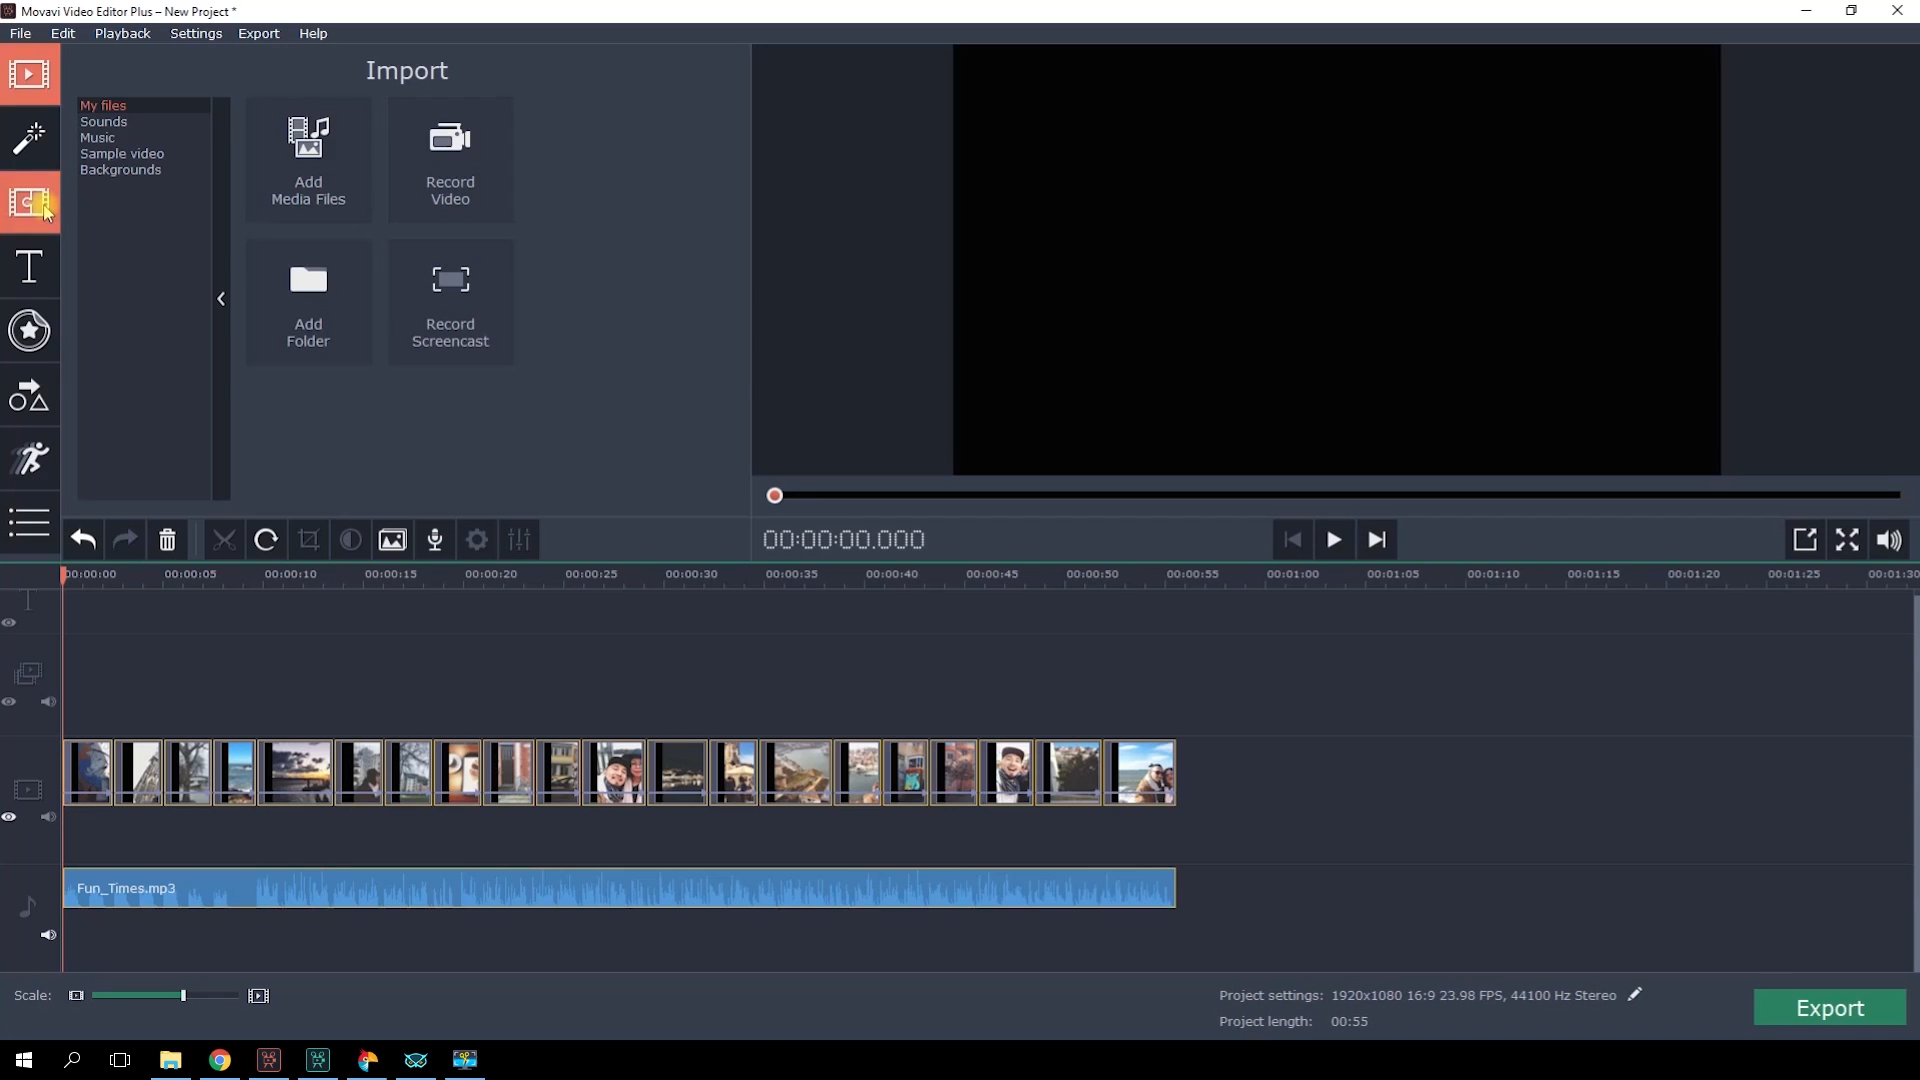 Movavi Video Editor Plus – New Project *
File Edit Playback Settings Export Help
Import
My files
Sounds
Music
Sample video
Backgrounds
Add
Media Files
Record
Video
Add
Folder
Record
Screencast
00:00:00.000
00:00:00 00:00:05 00:00:10 00:00:15 00:00:20 00:00:25 00:00:30 00:00:35 00:00:40 00:00:45 00:00:50 00:00:55 00:01:00 00:01:05 00:01:10 00:01:15 00:01:20 00:01:25 00:01:30
Fun_Times.mp3
Scale:
Project settings: 1920x1080 16:9 23.98 FPS, 44100 Hz Stereo
Project length: 00:55
Export